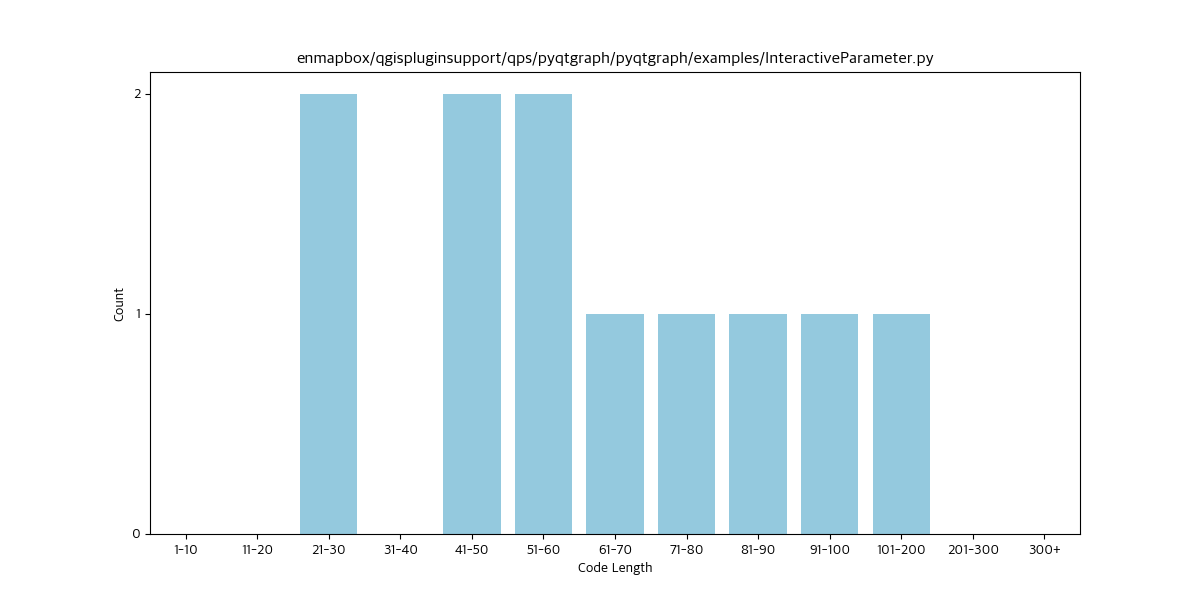 enmapbox/qgispluginsupport/qps/pyqtgraph/pyqtgraph/examples/InteractiveParameter.py
2
1
0
Count
1-10 11-20 21-30 31-40 41-50 51-60 61-70 71-80 81-90 91-100 101-200 201-300 300+
Code Length